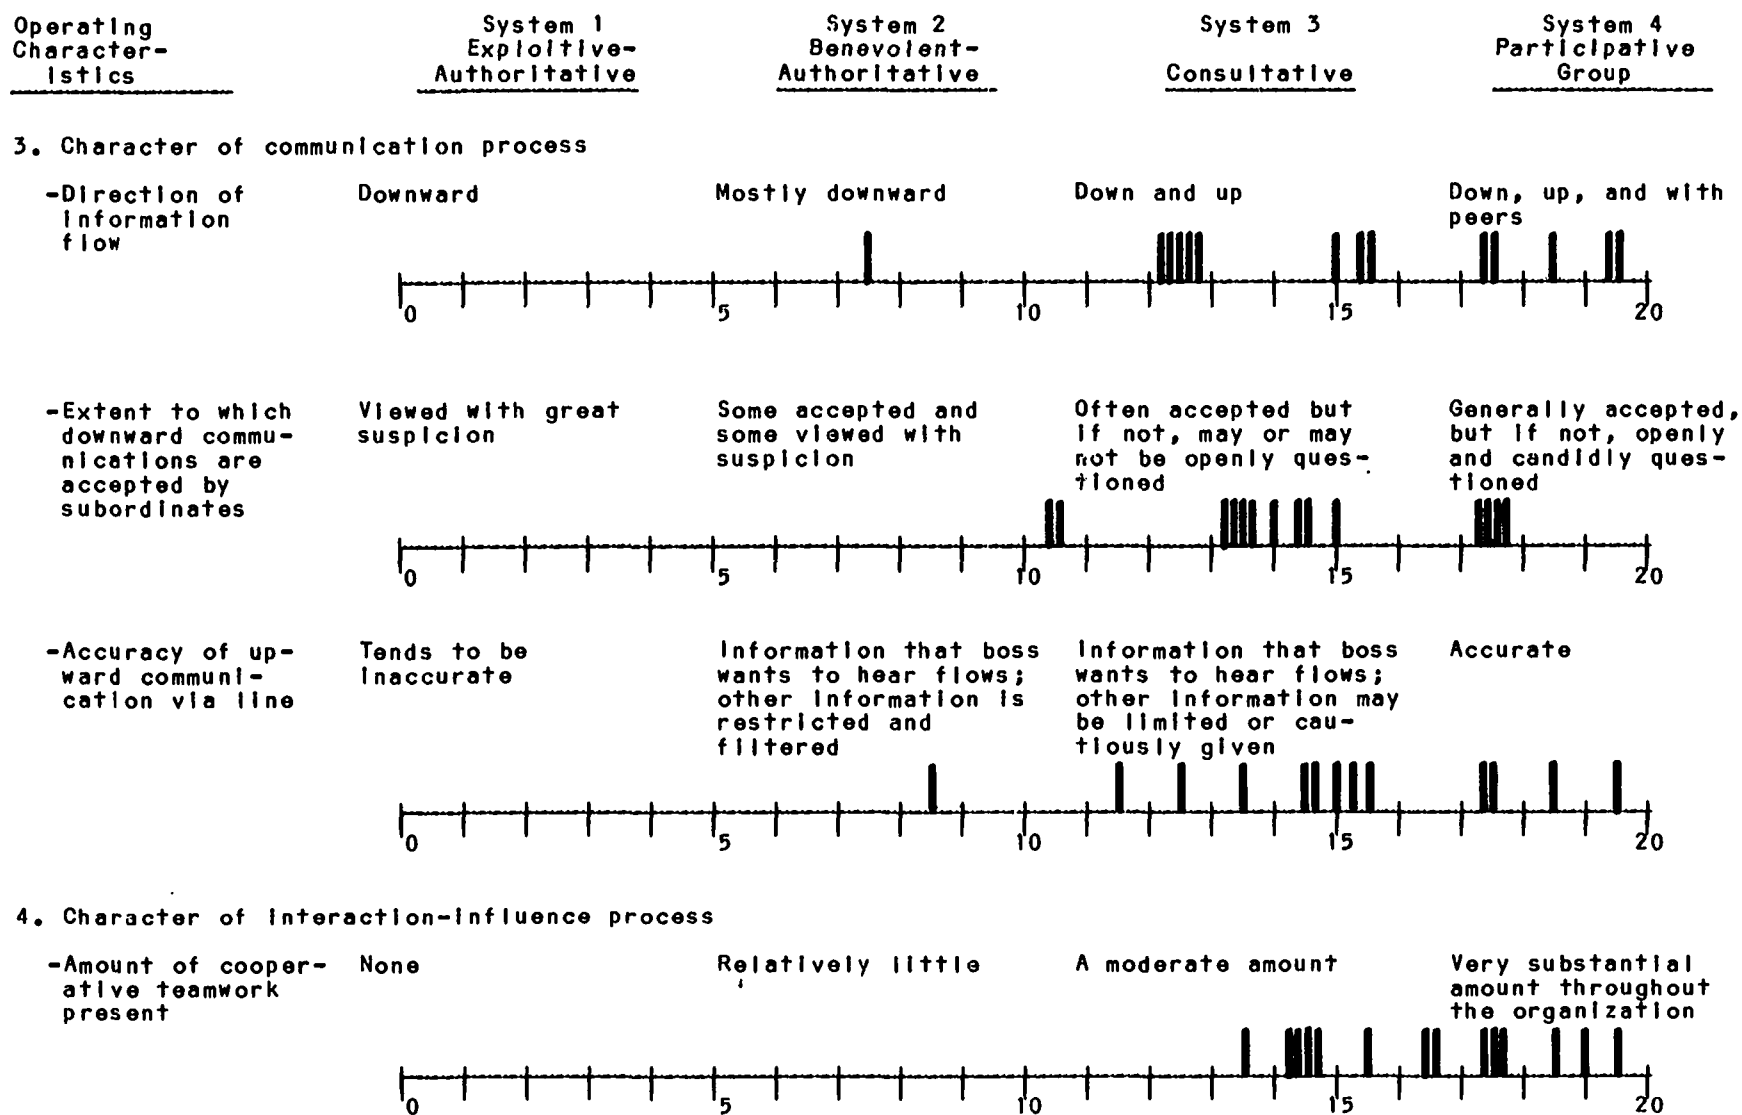 Operating System 1 System 2 System 3 System 4
Character- Exploitive- Benevolent- Participative
istics Authoritative Authoritative Consultative Group
3. Character of communication process
-Direction of Downward Mostly downward Down and up Down, up, and with
information peers
flow
0 5 10 15 20
-Extent to which Viewed with great Some accepted and Often accepted but Generally accepted,
downward commu- suspicion some viewed with if not, may or may but if not, openly
nications are suspicion not be openly ques- and candidly ques-
accepted by tioned tioned
subordinates
0 5 10 15 20
-Accuracy of up- Tends to be Information that boss Information that boss Accurate
ward communi- inaccurate wants to hear flows; wants to hear flows;
cation via line other information is other information may
restricted and be limited or cau-
filtered tiously given
0 5 10 15 20
4. Character of interaction-influence process
-Amount of cooper- None Relatively little A moderate amount Very substantial
ative teamwork amount throughout
present the organization
0 5 10 15 20